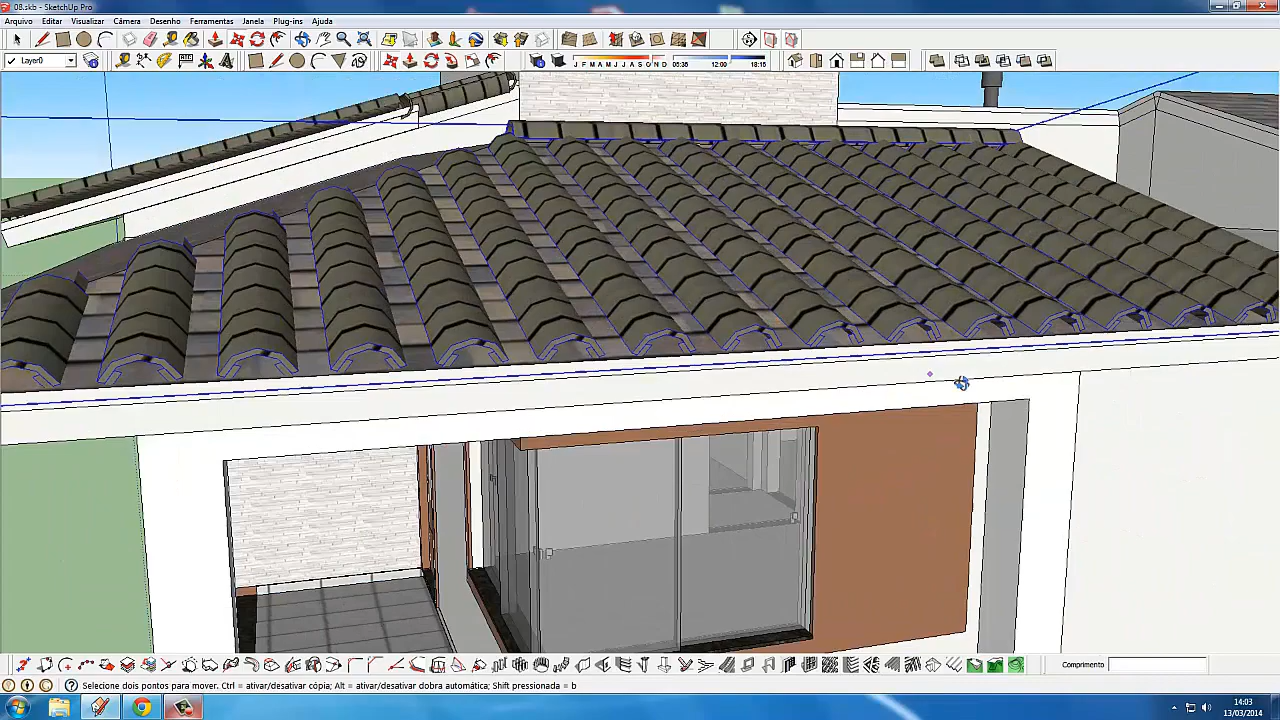 08.skb - SketchUp Pro
Arquivo Editar Visualizar Câmera Desenho Ferramentas Janela Plug-ins Ajuda
Layer0
J F M A M J J A S O N D
05:36 12:00 18:15
Comprimento
Selecione dois pontos para mover. Ctrl = ativar/desativar cópia; Alt = ativar/desativar dobra automática; Shift pressionada = b
14:03
13/03/2014